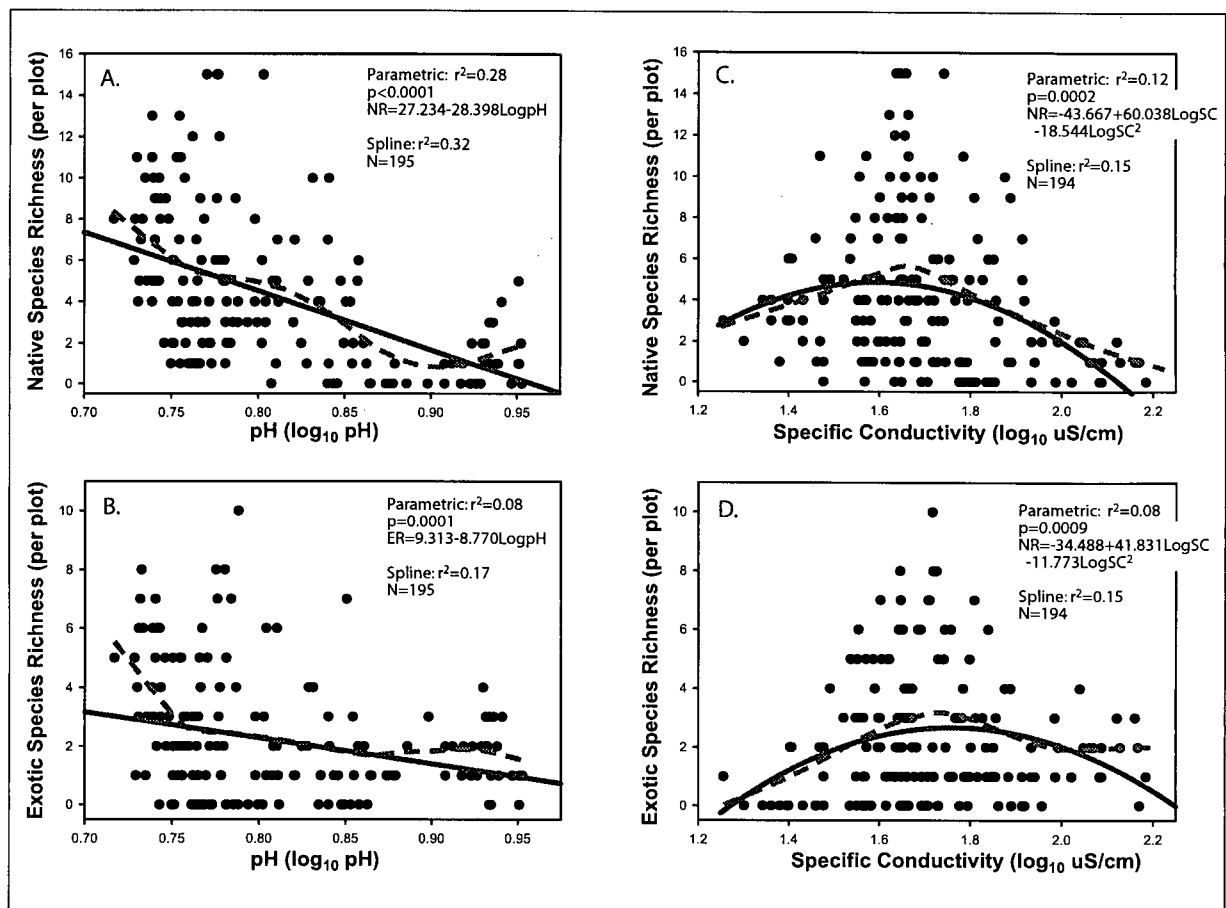 A.
Parametric: r²=0.28
p<0.0001
NR=27.234-28.398LogpH
Spline: r²=0.32
N=195
Native Species Richness (per plot)
16
14
12
10
8
6
4
2
0
0.70 0.75 0.80 0.85 0.90 0.95
pH (log₁₀ pH)
C.
Parametric: r²=0.12
p=0.0002
NR=-43.667+60.038LogSC
-18.544LogSC²
Spline: r²=0.15
N=194
Native Species Richness (per plot)
16
14
12
10
8
6
4
2
0
1.2 1.4 1.6 1.8 2.0 2.2
Specific Conductivity (log₁₀ uS/cm)
B.
Parametric: r²=0.08
p=0.0001
ER=9.313-8.770LogpH
Spline: r²=0.17
N=195
Exotic Species Richness (per plot)
10
8
6
4
2
0
0.70 0.75 0.80 0.85 0.90 0.95
pH (log₁₀ pH)
D.
Parametric: r²=0.08
p=0.0009
NR=-34.488+41.831LogSC
-11.773LogSC²
Spline: r²=0.15
N=194
Exotic Species Richness (per plot)
10
8
6
4
2
0
1.2 1.4 1.6 1.8 2.0 2.2
Specific Conductivity (log₁₀ uS/cm)